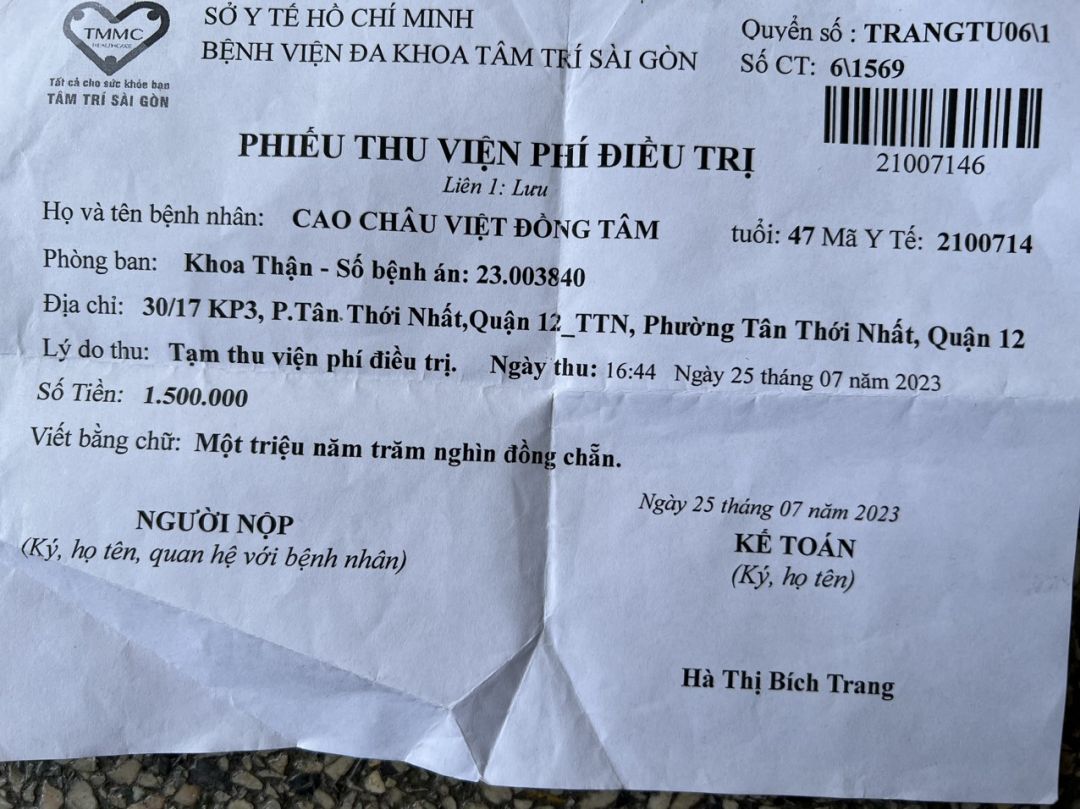 TMMC
HEALTHCARE
Tất cả cho sức khỏe bạn
TÂM TRÍ SÀI GÒN
SỞ Y TẾ HỒ CHÍ MINH
BỆNH VIỆN ĐA KHOA TÂM TRÍ SÀI GÒN
Quyển số : TRANGTU06\1
Số CT: 6\1569
21007146
PHIẾU THU VIỆN PHÍ ĐIỀU TRỊ
Liên 1: Lưu
Họ và tên bệnh nhân: CAO CHÂU VIỆT ĐỒNG TÂM tuổi: 47 Mã Y Tế: 2100714
Phòng ban: Khoa Thận - Số bệnh án: 23.003840
Địa chỉ: 30/17 KP3, P.Tân Thới Nhất,Quận 12_TTN, Phường Tân Thới Nhất, Quận 12
Lý do thu: Tạm thu viện phí điều trị. Ngày thu: 16:44 Ngày 25 tháng 07 năm 2023
Số Tiền: 1.500.000
Viết bằng chữ: Một triệu năm trăm nghìn đồng chẵn.
Ngày 25 tháng 07 năm 2023
NGƯỜI NỘP
(Ký, họ tên, quan hệ với bệnh nhân)
KẾ TOÁN
(Ký, họ tên)
Hà Thị Bích Trang